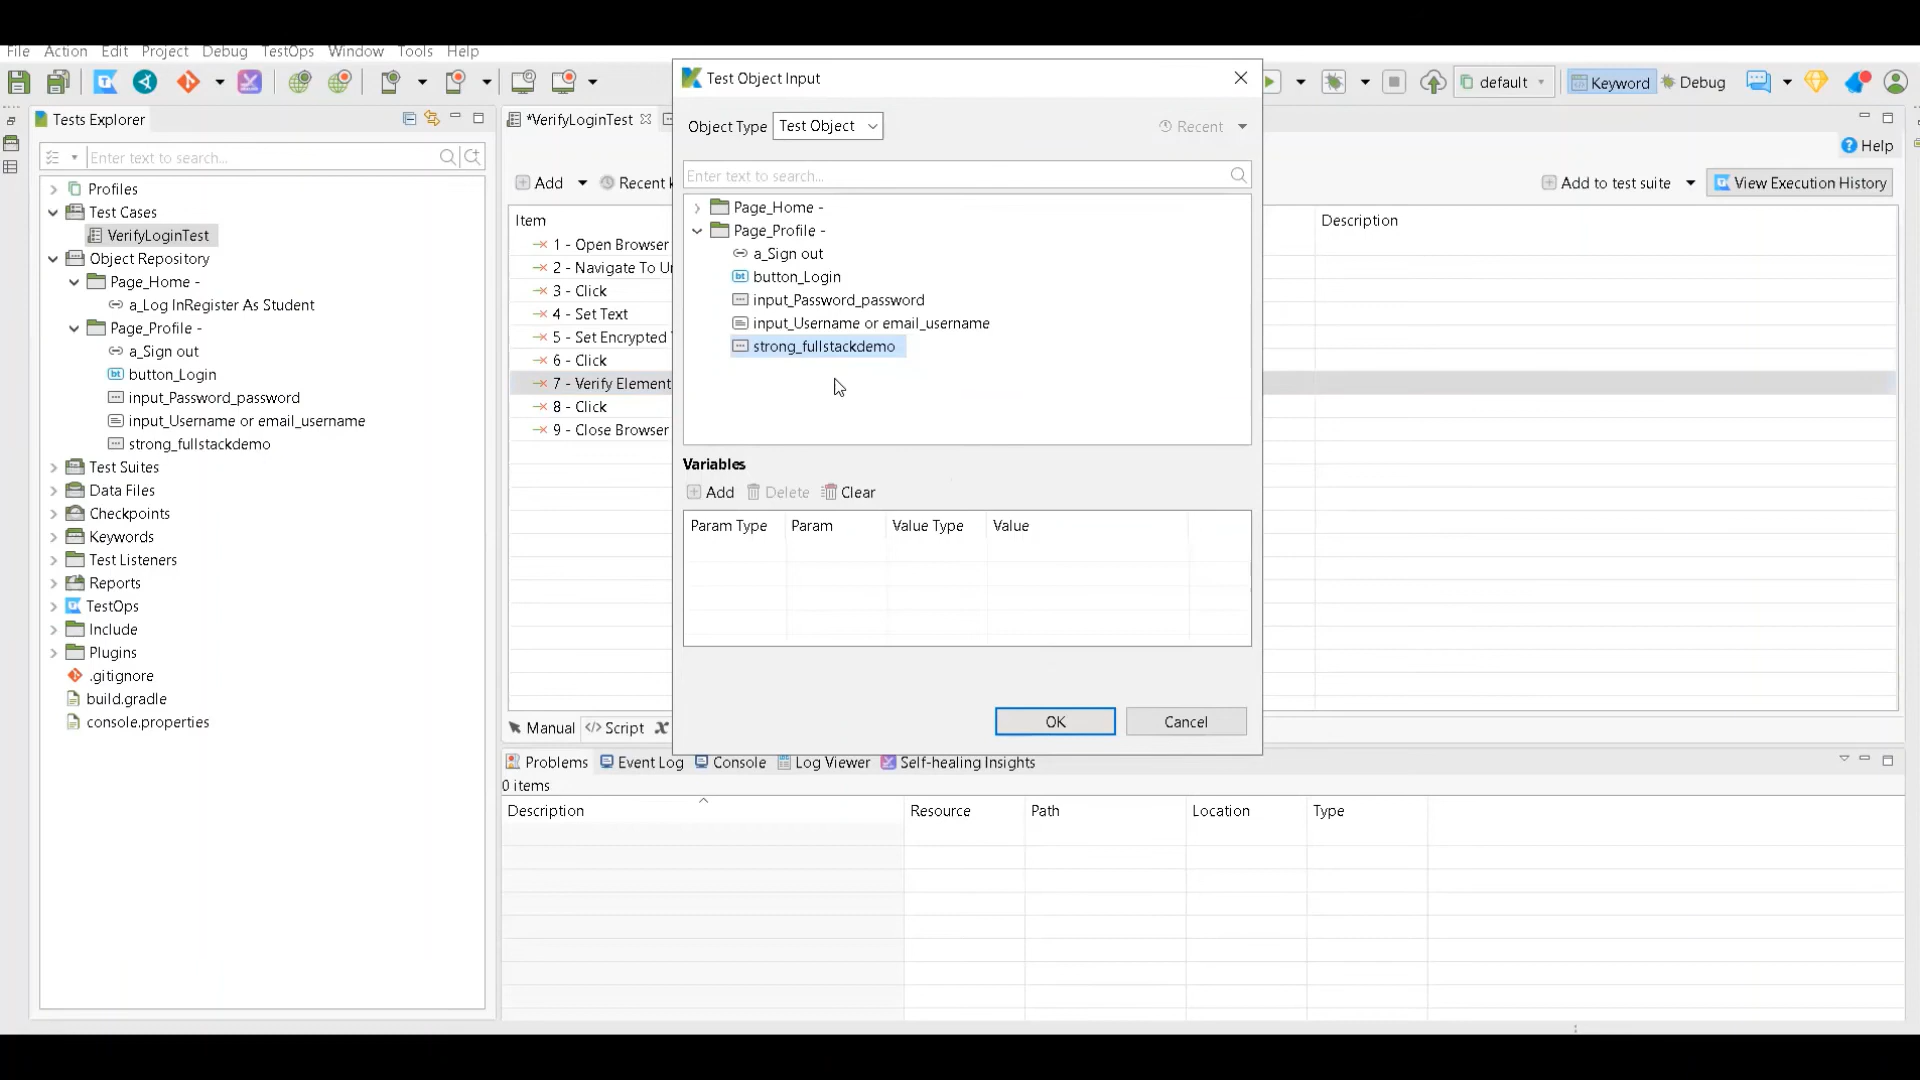 File Action Edit Project Debug TestOps Window Tools Help
Test Object Input
default
Keyword
Debug
Tests Explorer
*VerifyLoginTest
Object Type Test Object
Recent
Help
Enter text to search...
Add
Recent k
Enter text to search...
Add to test suite
View Execution History
Profiles
Test Cases
VerifyLoginTest
Object Repository
Page_Home -
a_Log InRegister As Student
Page_Profile -
a_Sign out
button_Login
input_Password_password
input_Username or email_username
strong_fullstackdemo
Test Suites
Data Files
Checkpoints
Keywords
Test Listeners
Reports
TestOps
Include
Plugins
.gitignore
build.gradle
console.properties
Item
Description
1 - Open Browser
2 - Navigate To Ur
3 - Click
4 - Set Text
5 - Set Encrypted
6 - Click
7 - Verify Element
8 - Click
9 - Close Browser
Page_Home -
Page_Profile -
a_Sign out
button_Login
input_Password_password
input_Username or email_username
strong_fullstackdemo
Variables
Add Delete Clear
Param Type Param Value Type Value
OK Cancel
Manual Script
Problems Event Log Console Log Viewer Self-healing Insights
0 items
Description Resource Path Location Type